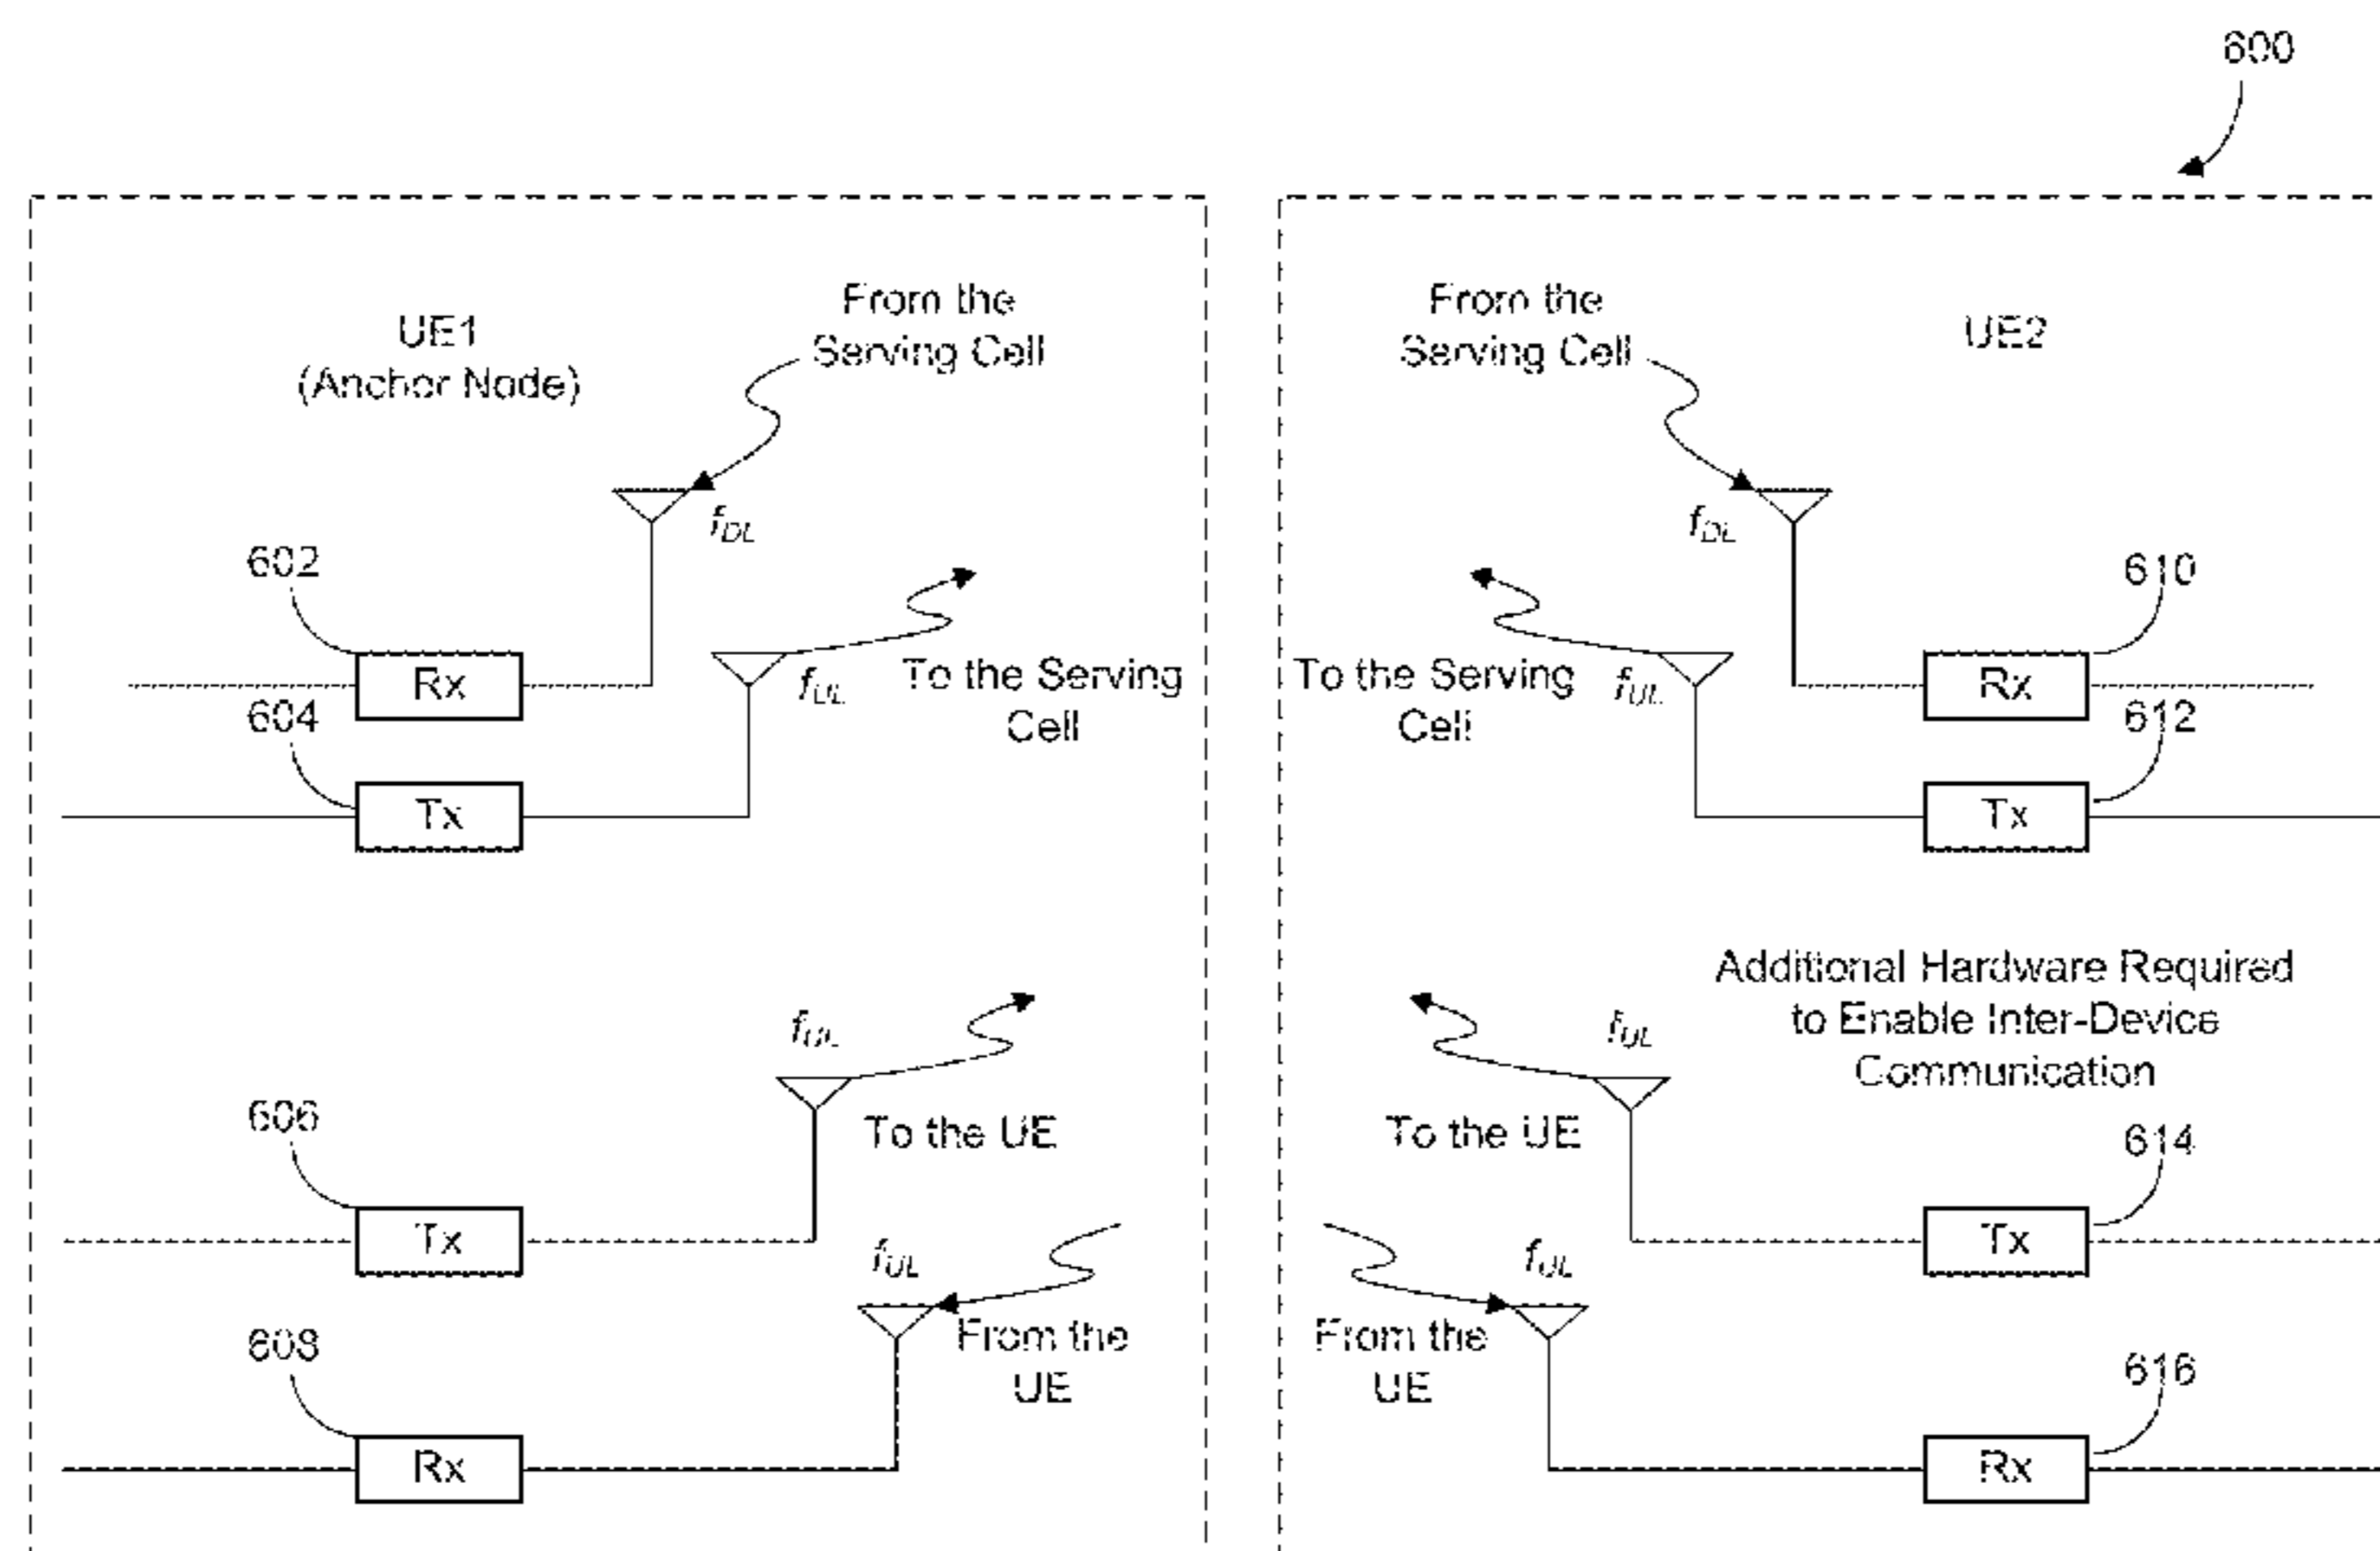 600
UE1
(Anchor Node)
From the
Serving Cell
From the
Serving Cell
UE2
fDL
fDL
602
610
Rx
fUL
To the Serving
Cell
To the Serving
Cell
fUL
Rx
604
612
Tx
Tx
Additional Hardware Required
to Enable Inter-Device
Communication
fUL
fUL
606
To the UE
To the UE
614
Tx
Tx
fUL
fUL
608
From the
UE
From the
UE
616
Rx
Rx